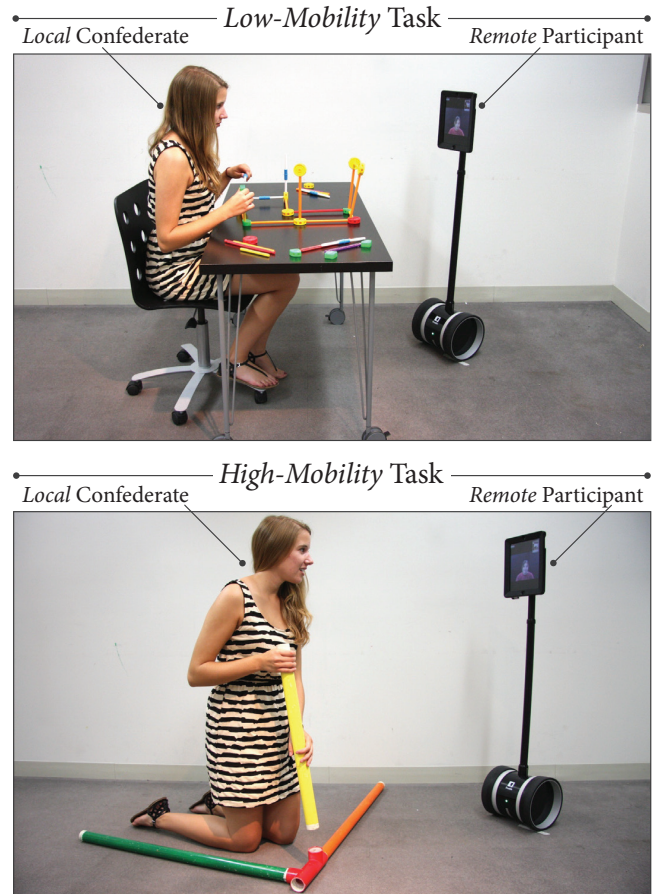 Low-Mobility Task
Local Confederate
Remote Participant
High-Mobility Task
Local Confederate
Remote Participant